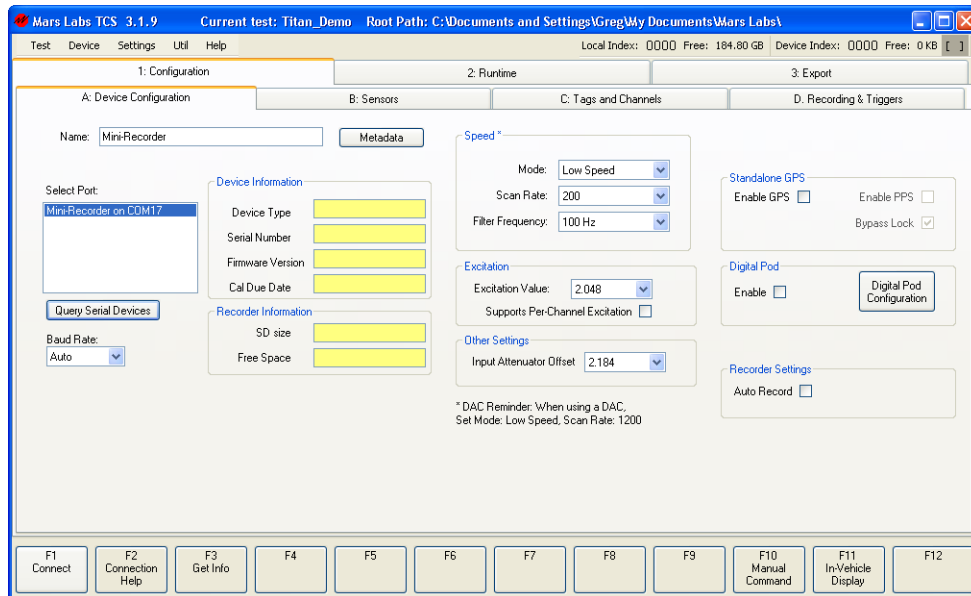 Mars Labs TCS 3.1.9 Current test: Titan_Demo Root Path: C:\Documents and Settings\Greg\My Documents\Mars Labs\
Test Device Settings Util Help Local Index: 0000 Free: 184.80 GB Device Index: 0000 Free: 0 KB [ ]
1: Configuration 2: Runtime 3: Export
A: Device Configuration B: Sensors C: Tags and Channels D. Recording & Triggers
Name: Mini-Recorder Metadata
Select Port:
Mini-Recorder on COM17
Query Serial Devices
Baud Rate:
Auto
Device Information
Device Type
Serial Number
Firmware Version
Cal Due Date
Recorder Information
SD size
Free Space
Speed *
Mode: Low Speed
Scan Rate: 200
Filter Frequency: 100 Hz
Excitation
Excitation Value: 2.048
Supports Per-Channel Excitation
Other Settings
Input Attenuator Offset 2.184
* DAC Reminder: When using a DAC,
Set Mode: Low Speed, Scan Rate: 1200
Standalone GPS
Enable GPS Enable PPS
Bypass Lock
Digital Pod
Enable Digital Pod
Configuration
Recorder Settings
Auto Record
F1 F2 F3 F4 F5 F6 F7 F8 F9 F10 F11 F12
Connect Connection Get Info Manual In-Vehicle
Help Command Display